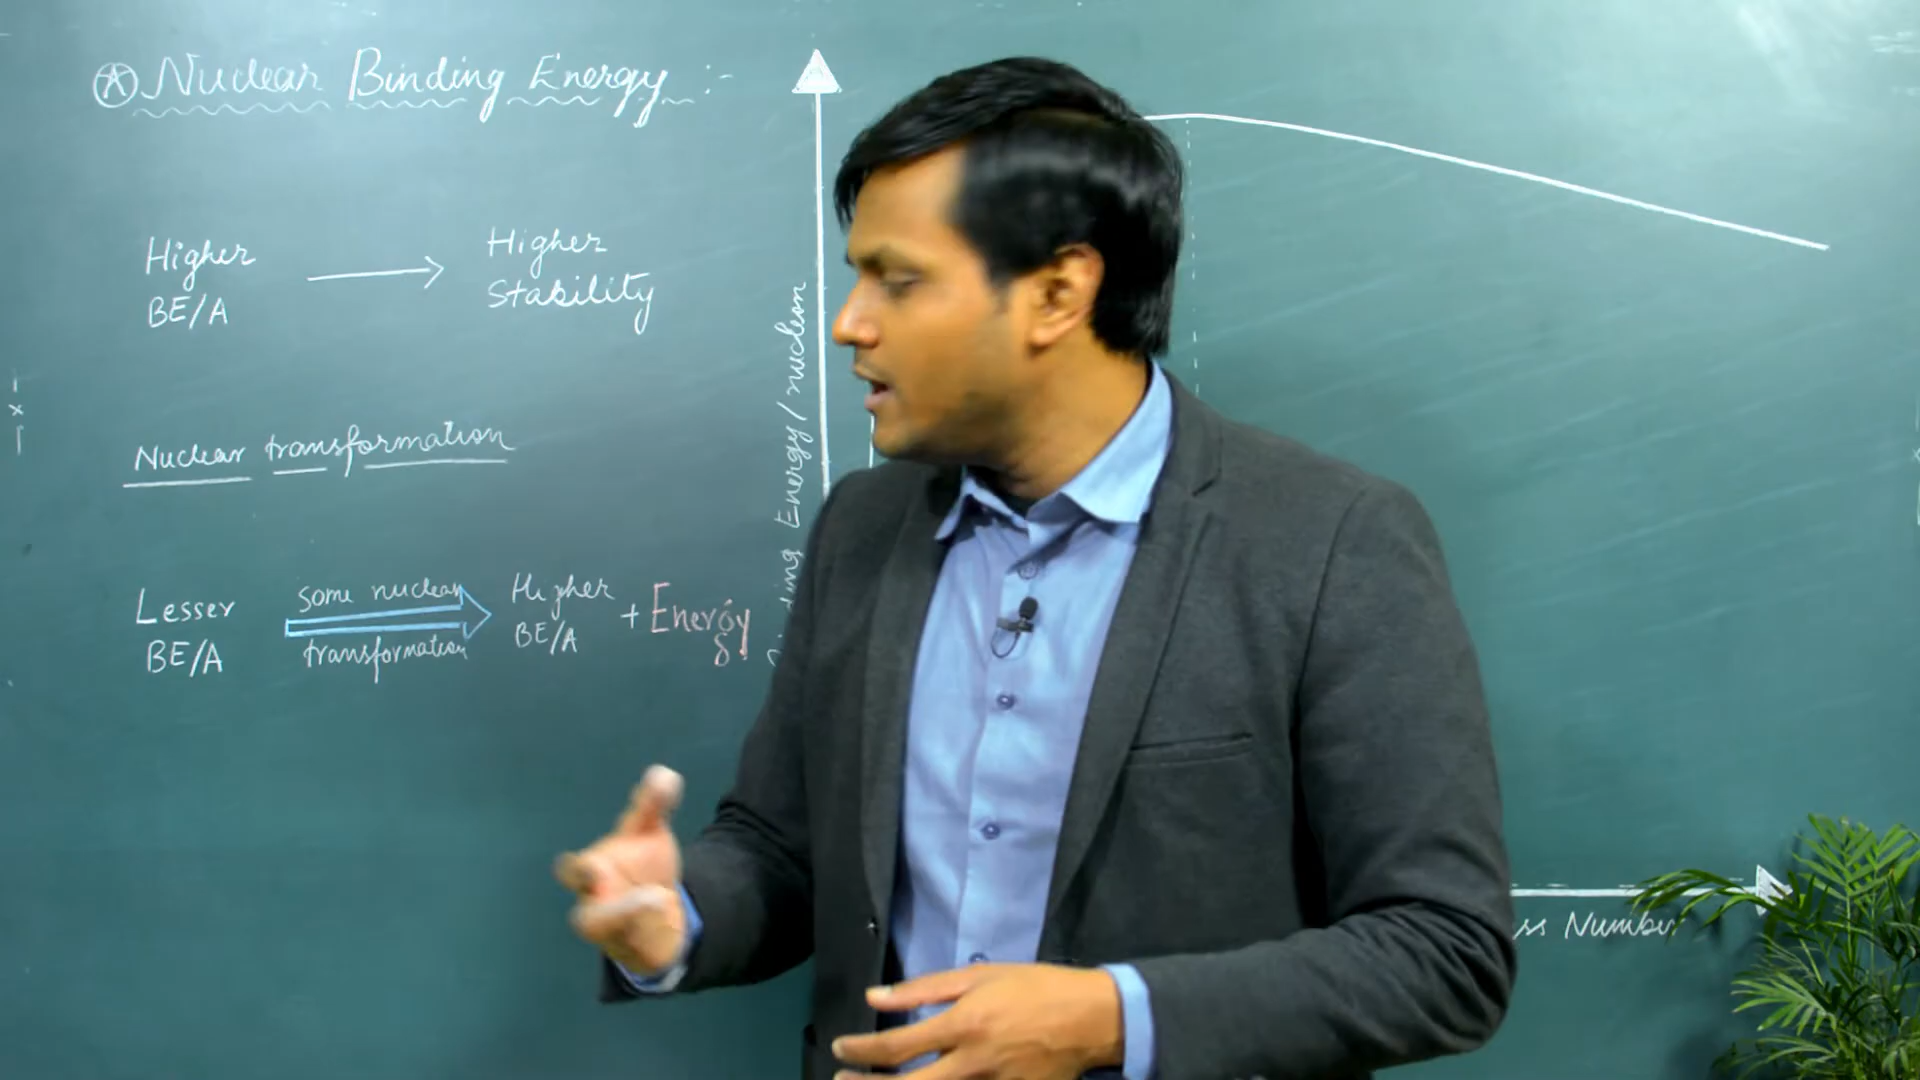 Ⓐ Nuclear Binding Energy :-
Higher
BE/A
Higher
Stability
Nuclear transformation
Lesser
BE/A
some nuclear
transformation
Higher
BE/A
+ Energy
Energy/nucleon
Number